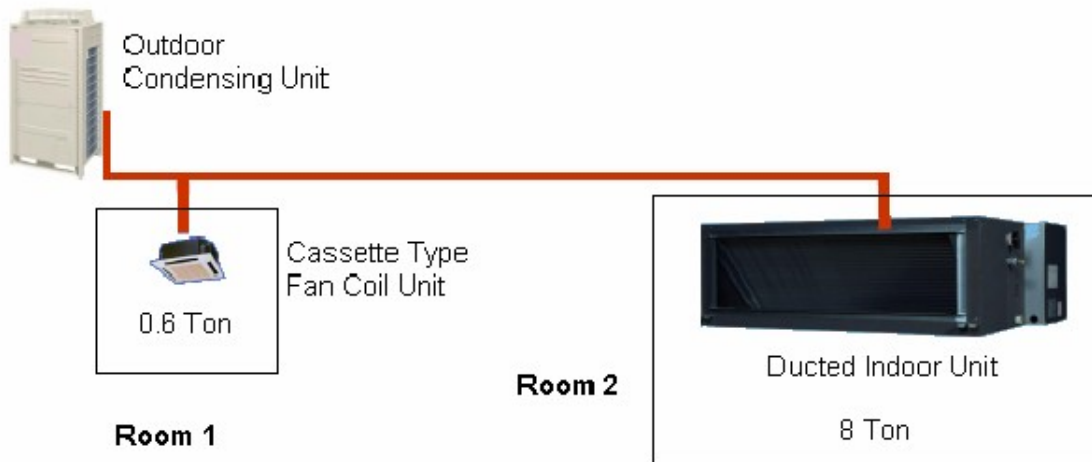 Outdoor
Condensing Unit
Cassette Type
Fan Coil Unit
0.6 Ton
Room 1
Room 2
Ducted Indoor Unit
8 Ton